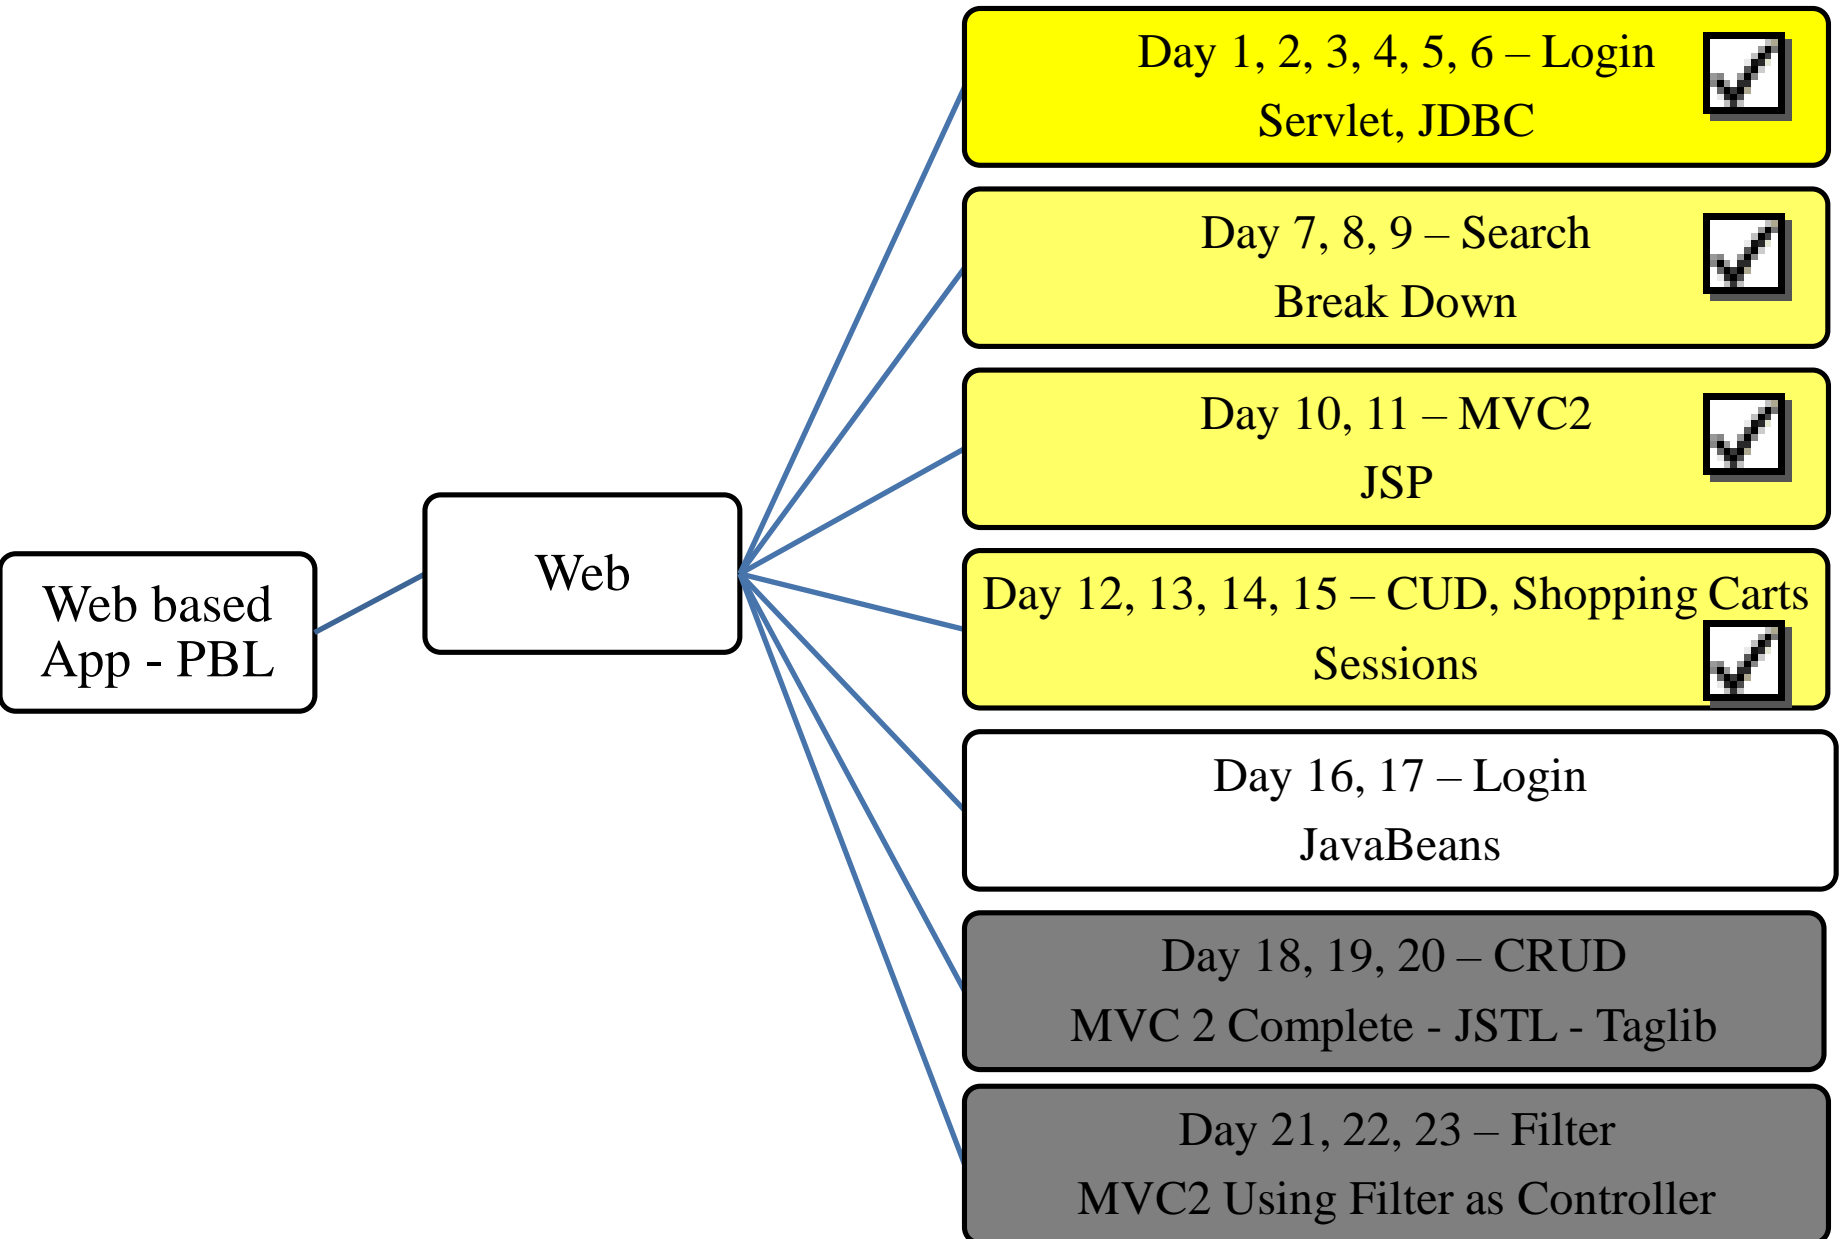 Day 1, 2, 3, 4, 5, 6 – Login
Servlet, JDBC
Day 7, 8, 9 – Search
Break Down
Day 10, 11 – MVC2
JSP
Web based
App - PBL
Web
Day 12, 13, 14, 15 – CUD, Shopping Carts
Sessions
Day 16, 17 – Login
JavaBeans
Day 18, 19, 20 – CRUD
MVC 2 Complete - JSTL - Taglib
Day 21, 22, 23 – Filter
MVC2 Using Filter as Controller